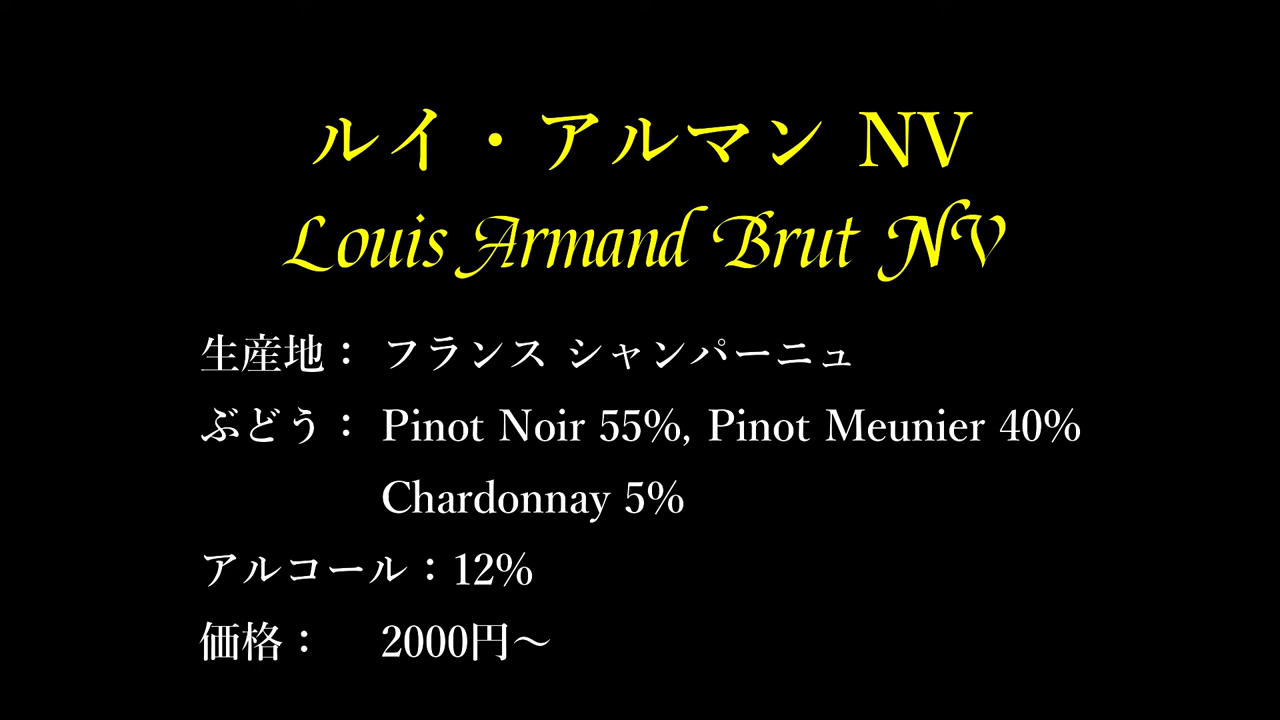 ルイ・アルマン NV
Louis Armand Brut NV
生産地： フランス シャンパーニュ
ぶどう： Pinot Noir 55%, Pinot Meunier 40%
Chardonnay 5%
アルコール：12%
価格： 2000円～